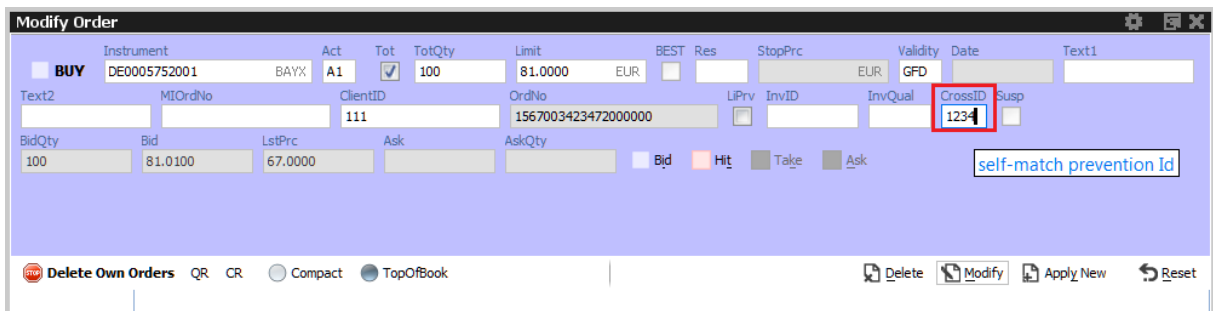 Modify Order
Instrument Act Tot TotQty Limit BEST Res StopPrc Validity Date Text1
BUY DE0005752001 BAYX A1 100 81.0000 EUR EUR GFD
Text2 MIOrdNo ClientID OrdNo LiPrv InvID InvQual CrossID Susp
111 1567003423472000000 1234
BidQty Bid LstPrc Ask AskQty
100 81.0100 67.0000 Bid Hit Take Ask
self-match prevention Id
STOP Delete Own Orders QR CR Compact TopOfBook Delete Modify Apply New Reset